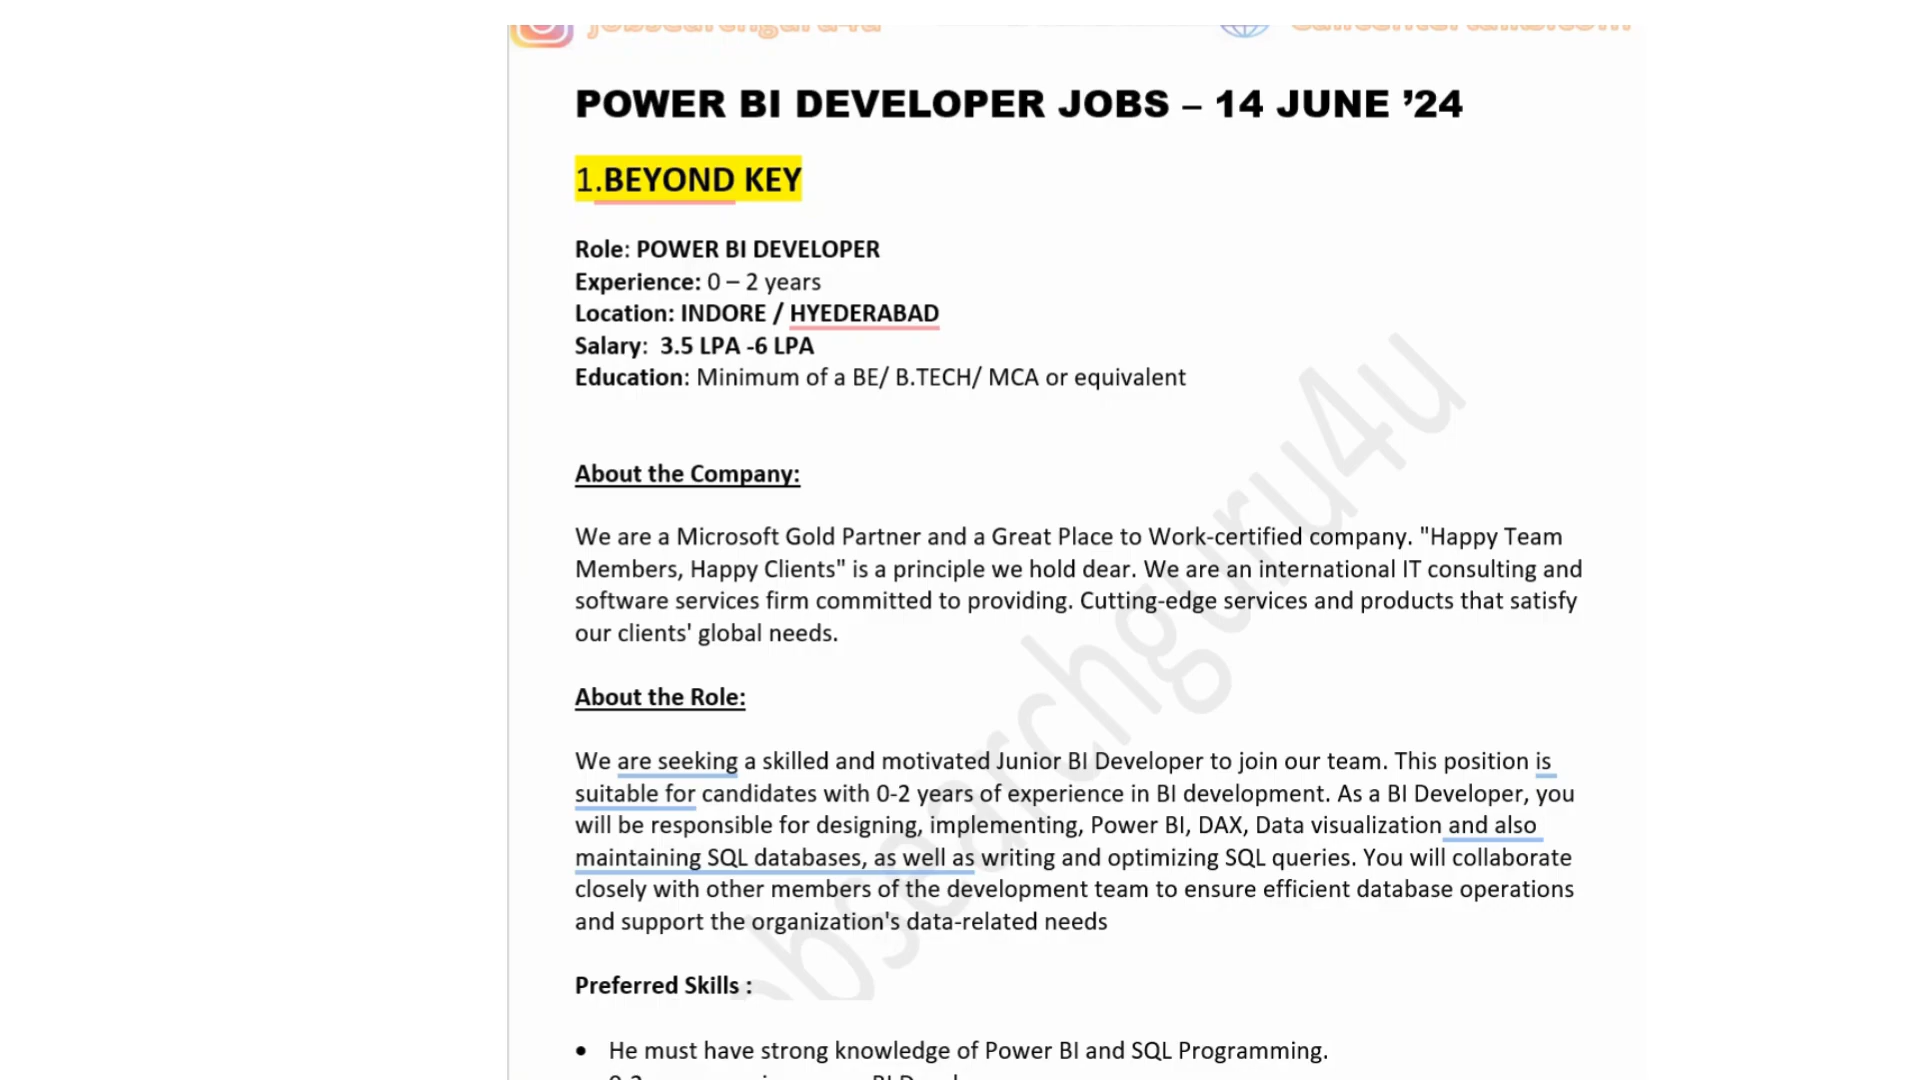 jobsearchguru4u
POWER BI DEVELOPER JOBS – 14 JUNE ’24
1.BEYOND KEY
Role: POWER BI DEVELOPER
Experience: 0 – 2 years
Location: INDORE / HYEDERABAD
Salary:  3.5 LPA -6 LPA
Education: Minimum of a BE/ B.TECH/ MCA or equivalent
About the Company:
We are a Microsoft Gold Partner and a Great Place to Work-certified company. "Happy Team
Members, Happy Clients" is a principle we hold dear. We are an international IT consulting and
software services firm committed to providing. Cutting-edge services and products that satisfy
our clients' global needs.
About the Role:
We are seeking a skilled and motivated Junior BI Developer to join our team. This position is
suitable for candidates with 0-2 years of experience in BI development. As a BI Developer, you
will be responsible for designing, implementing, Power BI, DAX, Data visualization and also
maintaining SQL databases, as well as writing and optimizing SQL queries. You will collaborate
closely with other members of the development team to ensure efficient database operations
and support the organization's data-related needs
Preferred Skills :
• He must have strong knowledge of Power BI and SQL Programming.
obsearchguru4u